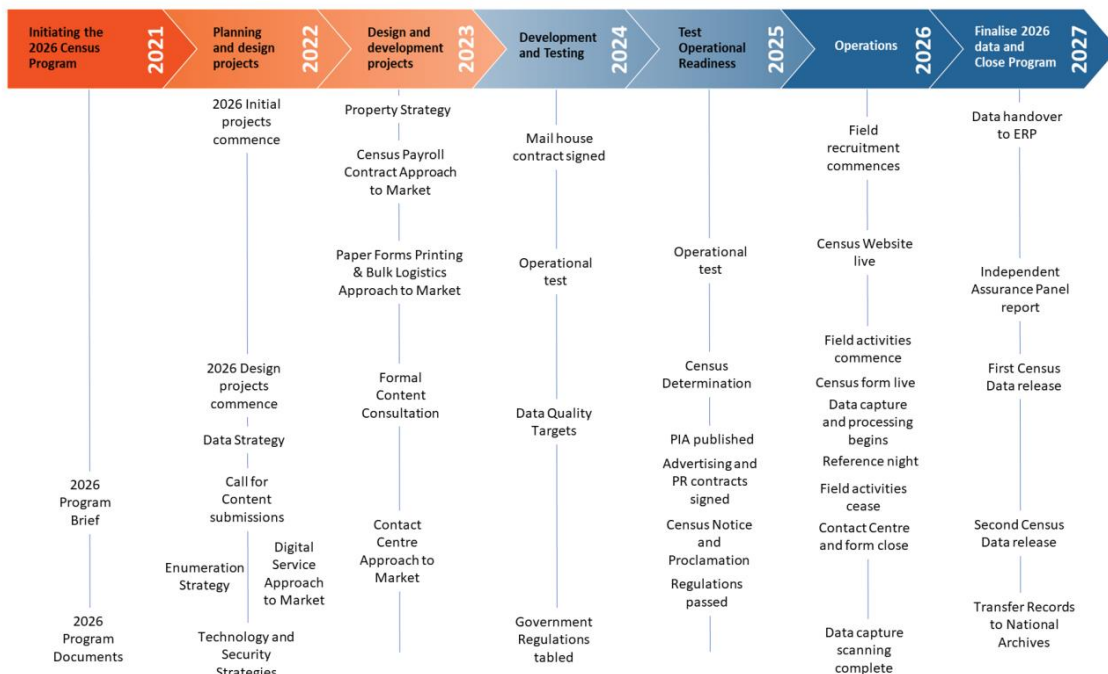 Initiating the
2026 Census
Program
2021
Planning
and design
projects
2022
Design and
development
projects
2023
Development
and Testing
2024
Test
Operational
Readiness
2025
Operations
2026
Finalise 2026
data and
Close Program
2027
2026
Program
Brief
2026
Program
Documents
2026 Initial
projects
commence
2026 Design
projects
commence
Data Strategy
Call for
Content
submissions
Enumeration
Strategy
Digital
Service
Approach
to Market
Technology and
Security
Strategies
Property Strategy
Census Payroll
Contract Approach
to Market
Paper Forms Printing
& Bulk Logistics
Approach to Market
Formal
Content
Consultation
Contact
Centre
Approach to
Market
Mail house
contract signed
Operational
test
Data Quality
Targets
Government
Regulations
tabled
Operational
test
Census
Determination
PIA published
Advertising and
PR contracts
signed
Census Notice
and
Proclamation
Regulations
passed
Field
recruitment
commences
Census Website
live
Field activities
commence
Census form live
Data capture
and processing
begins
Reference night
Field activities
cease
Contact Centre
and form close
Data capture
scanning
complete
Data handover
to ERP
Independent
Assurance Panel
report
First Census
Data release
Second Census
Data release
Transfer Records
to National
Archives